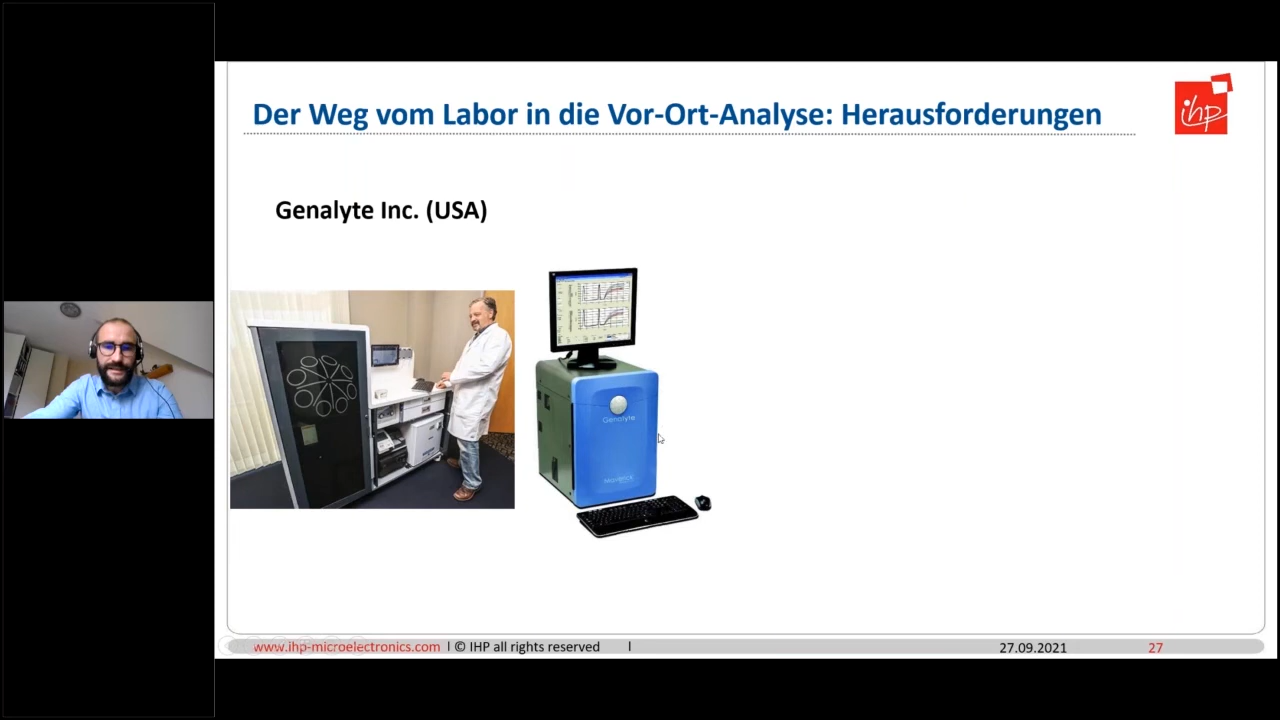 Der Weg vom Labor in die Vor-Ort-Analyse: Herausforderungen
ihp
Genalyte Inc. (USA)
Genalyte
Maverick
www.ihp-microelectronics.com I © IHP all rights reserved I
27.09.2021
27